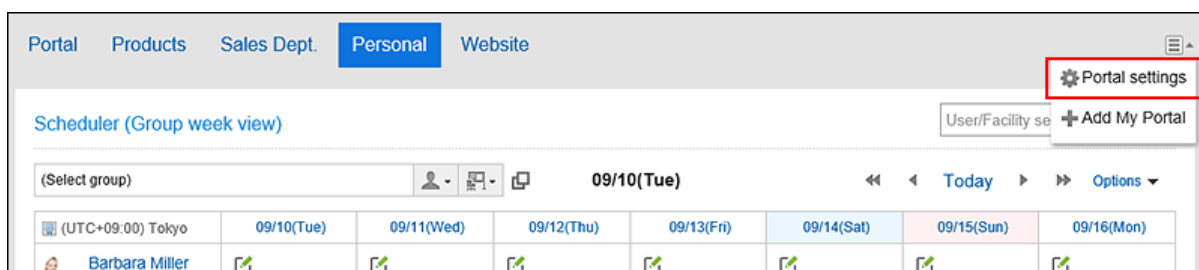 Portal Products Sales Dept. Personal Website
Portal settings
Add My Portal
Scheduler (Group week view)
User/Facility se
(Select group) 09/10(Tue) Today Options
(UTC+09:00) Tokyo 09/10(Tue) 09/11(Wed) 09/12(Thu) 09/13(Fri) 09/14(Sat) 09/15(Sun) 09/16(Mon)
Barbara Miller